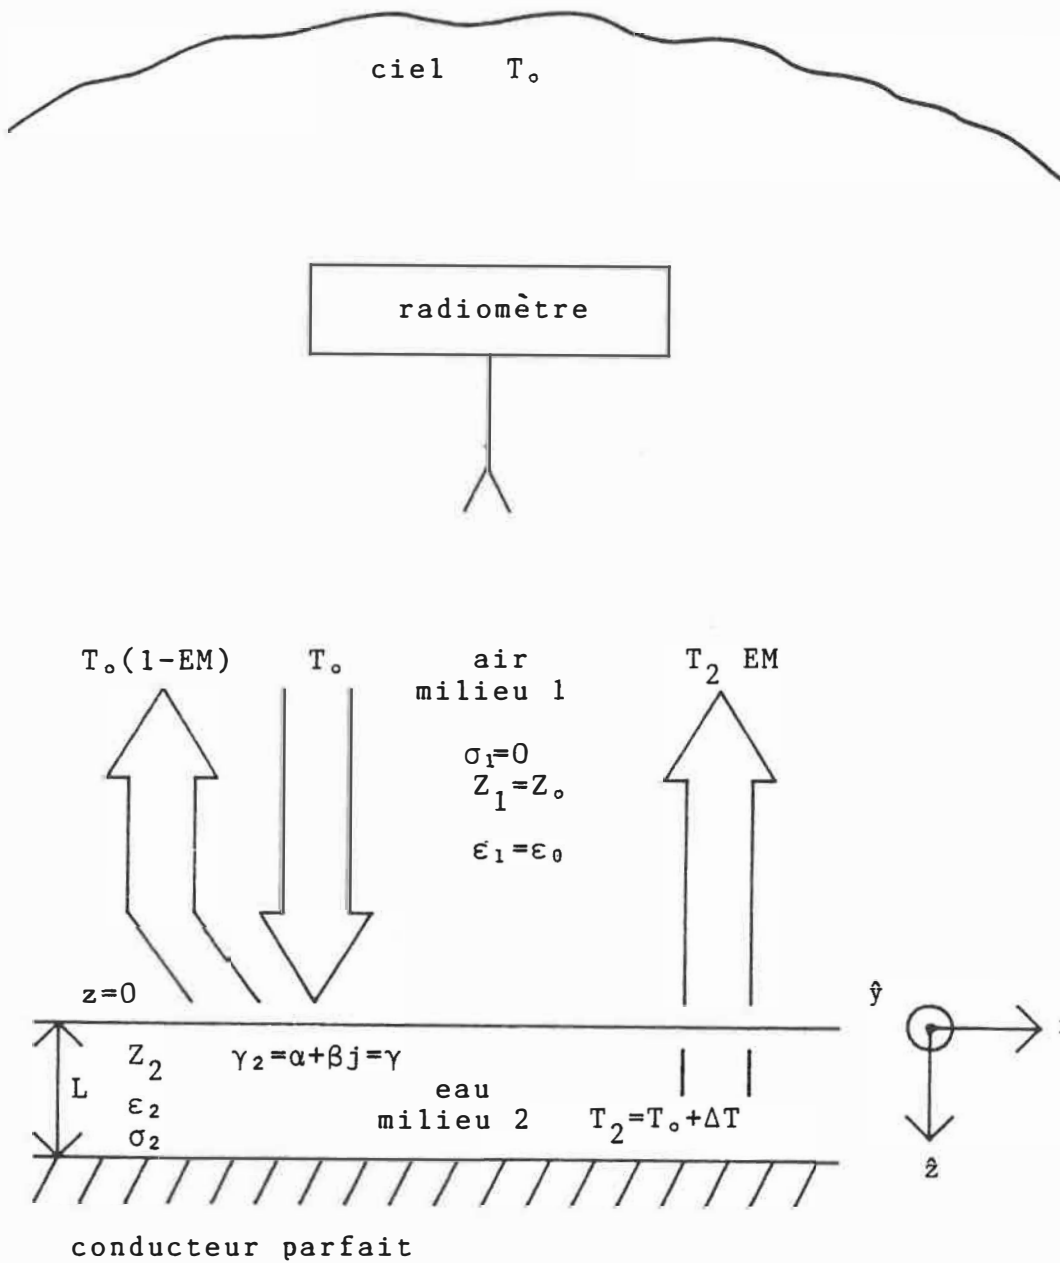 ciel T₀
radiomètre
T₀(1-EM)
T₀
air
milieu 1
T₂ EM
σ₁=0
Z₁=Z₀
ε₁=ε₀
z=0
ŷ
L
Z₂
γ₂=α+βj=γ
ε₂
eau
milieu 2
T₂=T₀+ΔT
σ₂
ẑ
conducteur parfait